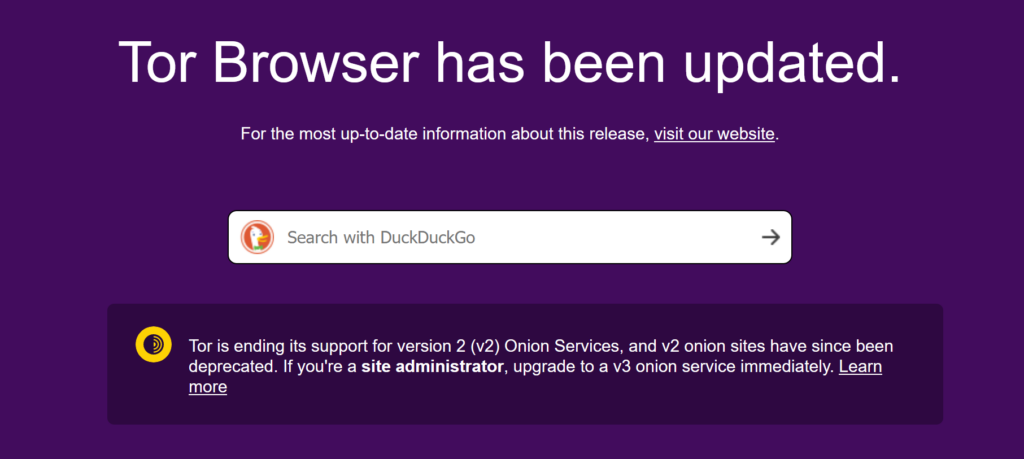 Tor Browser has been updated.
For the most up-to-date information about this release, visit our website.
Search with DuckDuckGo
Tor is ending its support for version 2 (v2) Onion Services, and v2 onion sites have since been
deprecated. If you're a site administrator, upgrade to a v3 onion service immediately. Learn
more